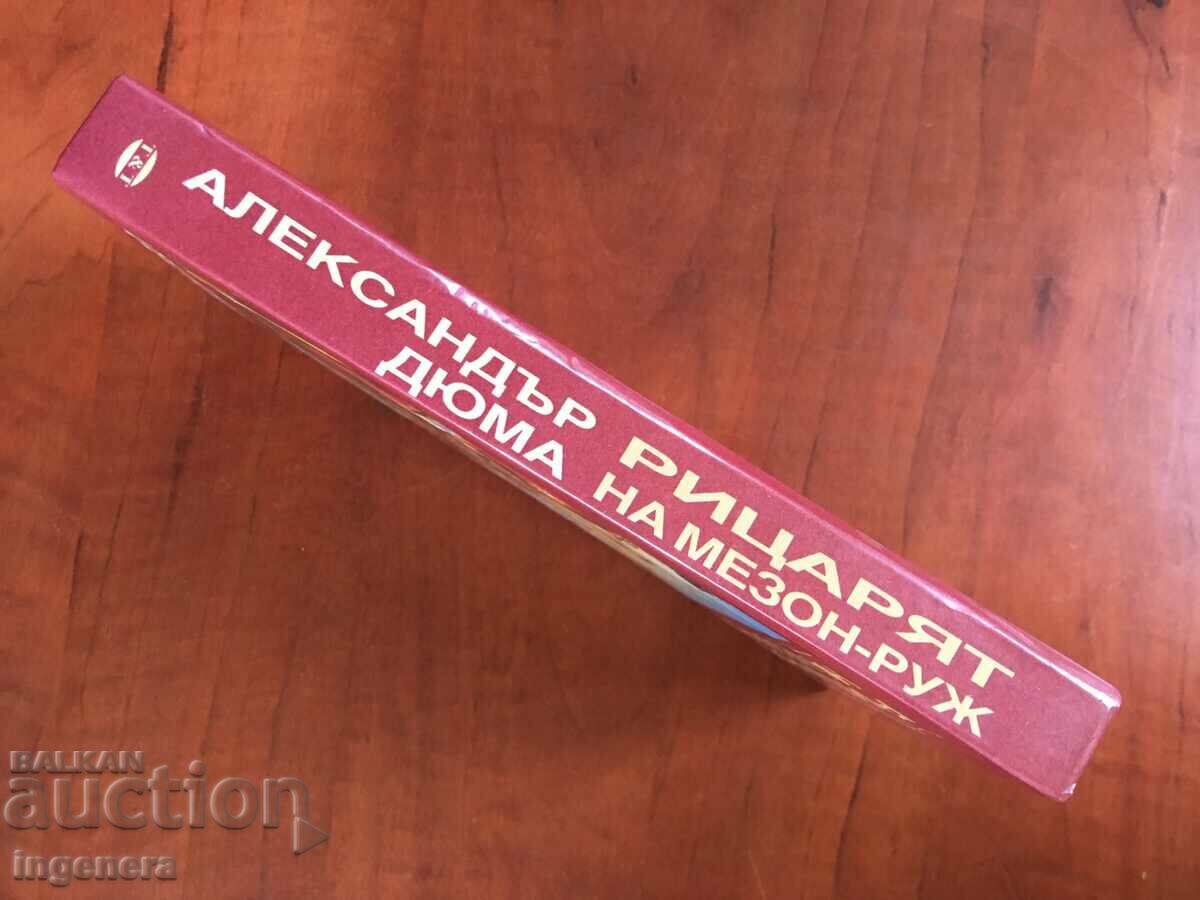 АЛЕКСАНДЪР
ДЮМА
РИЦАРЯТ
НА МЕЗОН-РУЖ
BALKAN
auction
ingenera